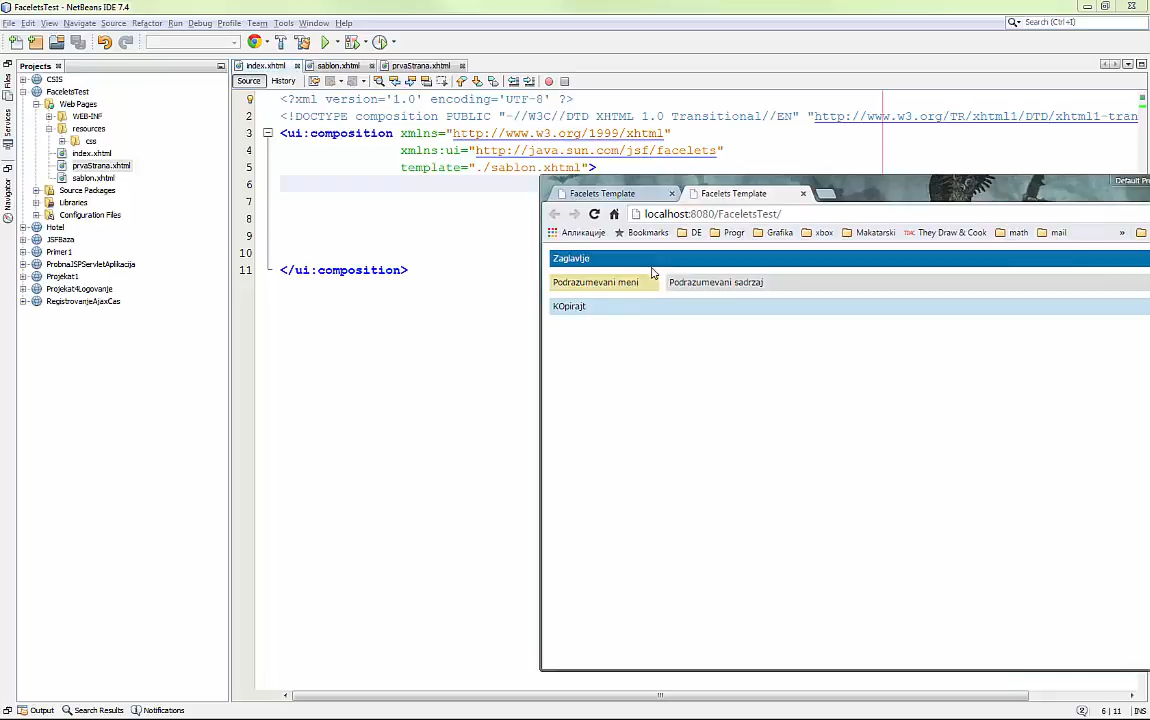 FaceletsTest - NetBeans IDE 7.4
File Edit View Navigate Source Refactor Run Debug Profile Team Tools Window Help
Search (Ctrl+I)
Projects
index.xhtml sablon.xhtml prvaStrana.xhtml
Source History
Files
Services
Navigator
CSIS
FaceletsTest
Web Pages
WEB-INF
resources
css
index.xhtml
prvaStrana.xhtml
sablon.xhtml
Source Packages
Libraries
Configuration Files
Hotel
JSFBaza
Primer1
ProbnaJSPServletAplikacija
Projekat1
Projekat4Logovanje
RegistrovanjeAjaxCas
<?xml version='1.0' encoding='UTF-8' ?>
2 <!DOCTYPE composition PUBLIC "-//W3C//DTD XHTML 1.0 Transitional//EN" "http://www.w3.org/TR/xhtml1/DTD/xhtml1-tran
3 <ui:composition xmlns="http://www.w3.org/1999/xhtml"
4 xmlns:ui="http://java.sun.com/jsf/facelets"
5 template="./sablon.xhtml">
6
7
8
9
10
11 </ui:composition>
Default Pr
Facelets Template Facelets Template
localhost:8080/FaceletsTest/
Апликације Bookmarks DE Progr Grafika xbox Makatarski They Draw & Cook math mail »
Zaglavlje
Podrazumevani meni Podrazumevani sadrzaj
KOpirajt
Output Search Results Notifications
2 6 | 11 INS